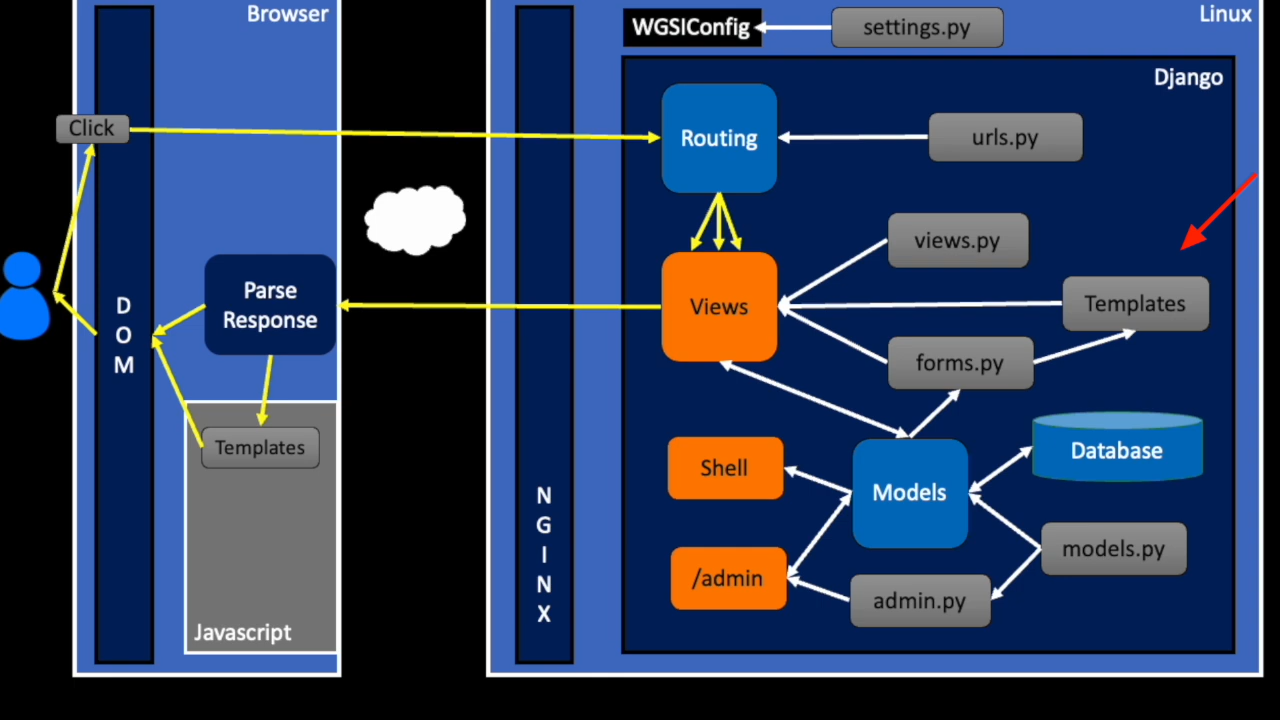 Browser
Linux
WGSIConfig
settings.py
Django
Click
Routing
urls.py
views.py
D
O
M
Parse
Response
Views
Templates
forms.py
Templates
Shell
Models
Database
N
G
I
N
X
/admin
admin.py
models.py
Javascript